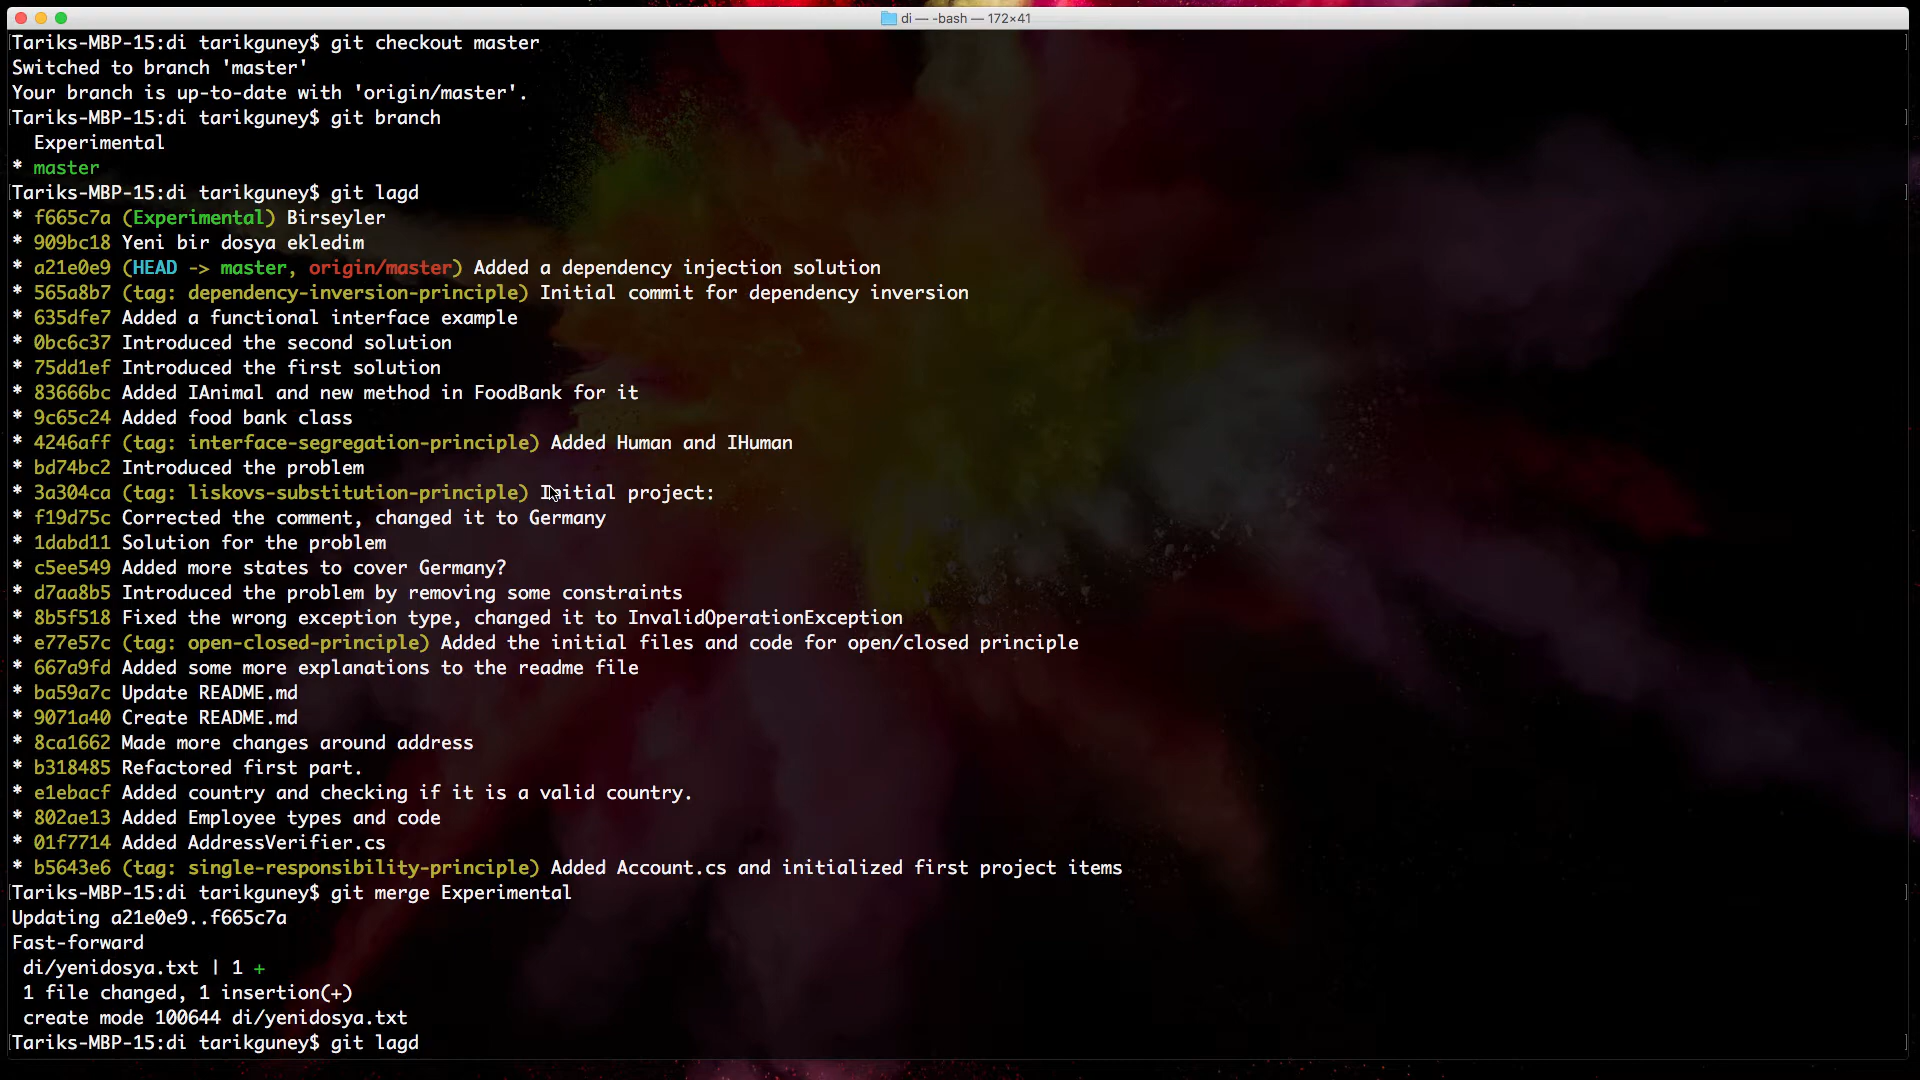 di — -bash — 172×41
Tariks-MBP-15:di tarikguney$ git checkout master
Switched to branch 'master'
Your branch is up-to-date with 'origin/master'.
Tariks-MBP-15:di tarikguney$ git branch
  Experimental
* master
Tariks-MBP-15:di tarikguney$ git lagd
* f665c7a (Experimental) Birseyler
* 909bc18 Yeni bir dosya ekledim
* a21e0e9 (HEAD -> master, origin/master) Added a dependency injection solution
* 565a8b7 (tag: dependency-inversion-principle) Initial commit for dependency inversion
* 635dfe7 Added a functional interface example
* 0bc6c37 Introduced the second solution
* 75dd1ef Introduced the first solution
* 83666bc Added IAnimal and new method in FoodBank for it
* 9c65c24 Added food bank class
* 4246aff (tag: interface-segregation-principle) Added Human and IHuman
* bd74bc2 Introduced the problem
* 3a304ca (tag: liskovs-substitution-principle) Initial project:
* f19d75c Corrected the comment, changed it to Germany
* 1dabd11 Solution for the problem
* c5ee549 Added more states to cover Germany?
* d7aa8b5 Introduced the problem by removing some constraints
* 8b5f518 Fixed the wrong exception type, changed it to InvalidOperationException
* e77e57c (tag: open-closed-principle) Added the initial files and code for open/closed principle
* 667a9fd Added some more explanations to the readme file
* ba59a7c Update README.md
* 9071a40 Create README.md
* 8ca1662 Made more changes around address
* b318485 Refactored first part.
* e1ebacf Added country and checking if it is a valid country.
* 802ae13 Added Employee types and code
* 01f7714 Added AddressVerifier.cs
* b5643e6 (tag: single-responsibility-principle) Added Account.cs and initialized first project items
Tariks-MBP-15:di tarikguney$ git merge Experimental
Updating a21e0e9..f665c7a
Fast-forward
 di/yenidosya.txt | 1 +
 1 file changed, 1 insertion(+)
 create mode 100644 di/yenidosya.txt
Tariks-MBP-15:di tarikguney$ git lagd